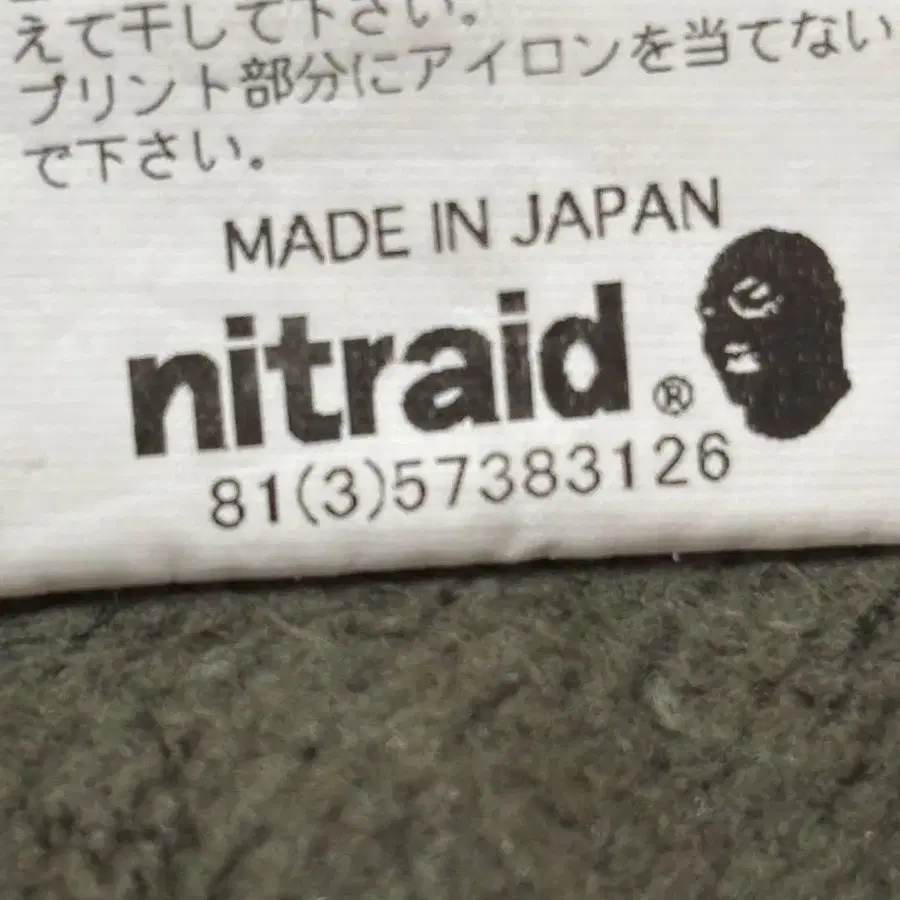 えて干して下さい。
プリント部分にアイロンを当てない
で下さい。
MADE IN JAPAN
nitraid ®
81(3)57383126